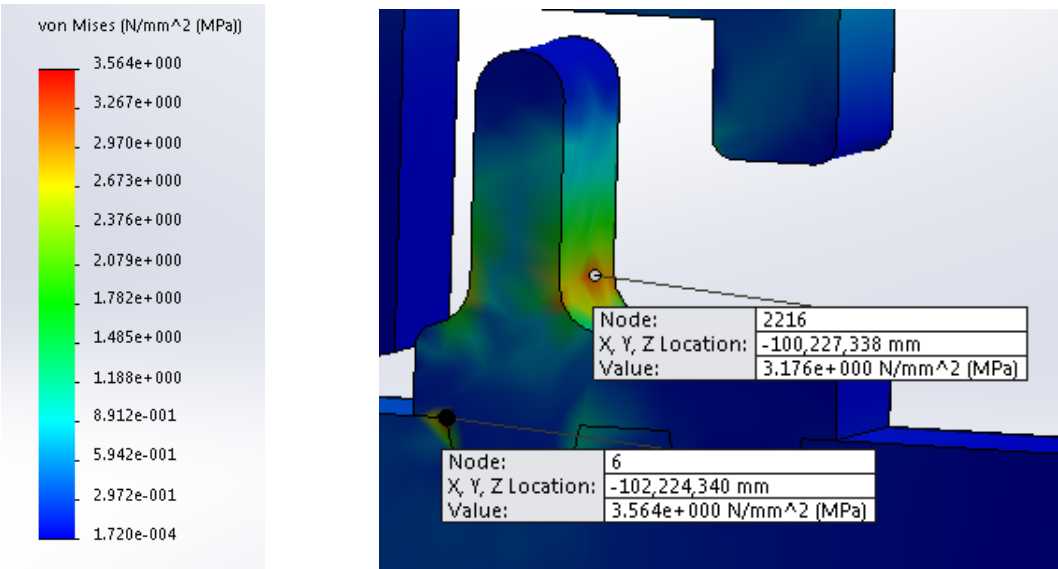 von Mises (N/mm^2 (MPa))
3.564e+000
3.267e+000
2.970e+000
2.673e+000
2.376e+000
2.079e+000
1.782e+000
1.485e+000
1.188e+000
8.912e-001
5.942e-001
2.972e-001
1.720e-004
Node: 2216
X, Y, Z Location: -100,227,338 mm
Value: 3.176e+000 N/mm^2 (MPa)
Node: 6
X, Y, Z Location: -102,224,340 mm
Value: 3.564e+000 N/mm^2 (MPa)